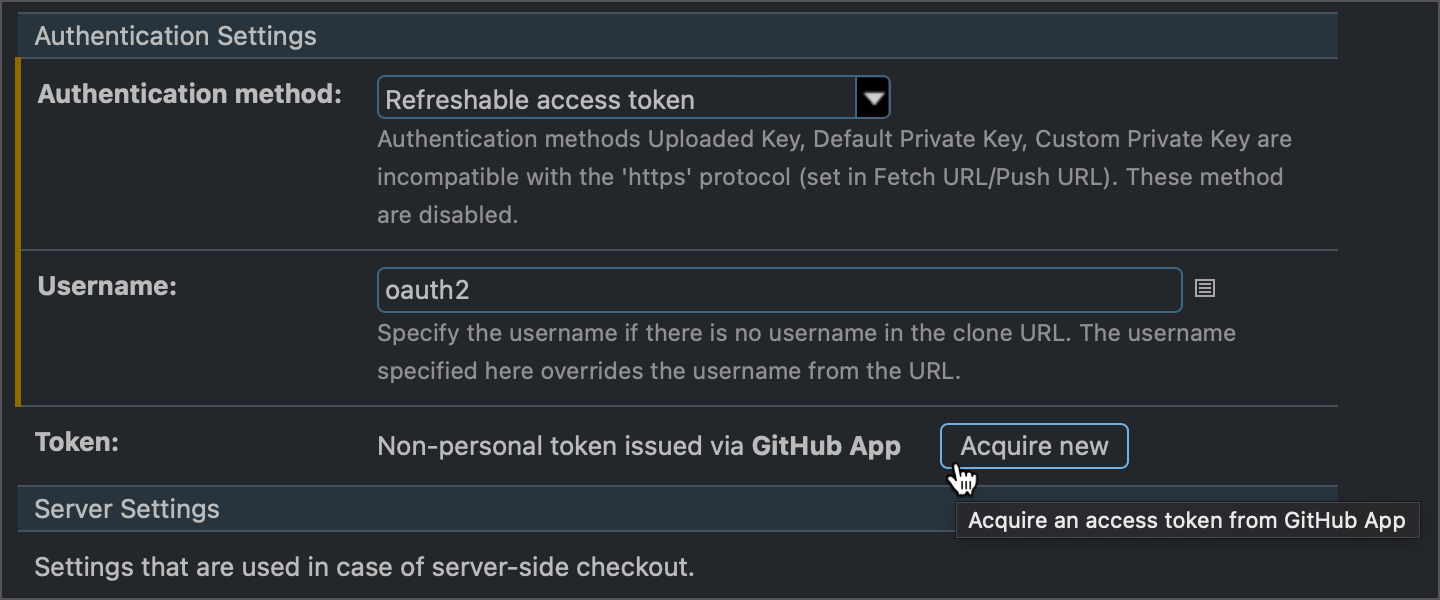 Authentication Settings
Authentication method:
Refreshable access token
Authentication methods Uploaded Key, Default Private Key, Custom Private Key are
incompatible with the 'https' protocol (set in Fetch URL/Push URL). These method
are disabled.
Username:
oauth2
Specify the username if there is no username in the clone URL. The username
specified here overrides the username from the URL.
Token:
Non-personal token issued via GitHub App
Acquire new
Server Settings
Acquire an access token from GitHub App
Settings that are used in case of server-side checkout.